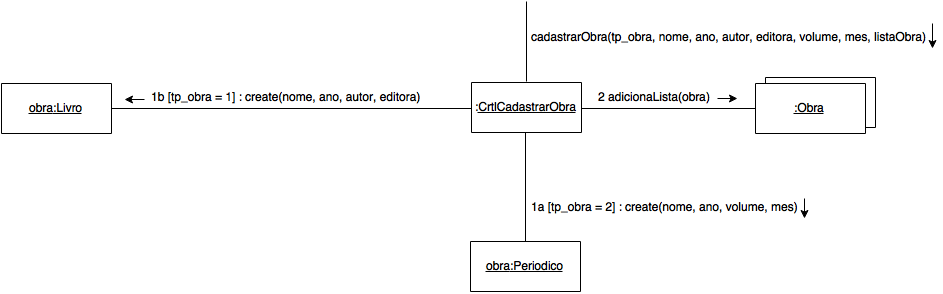 cadastrarObra(tp_obra, nome, ano, autor, editora, volume, mes, listaObra)
obra:Livro
1b [tp_obra = 1] : create(nome, ano, autor, editora)
:CrtlCadastrarObra
2 adicionaLista(obra)
:Obra
1a [tp_obra = 2] : create(nome, ano, volume, mes)
obra:Periodico